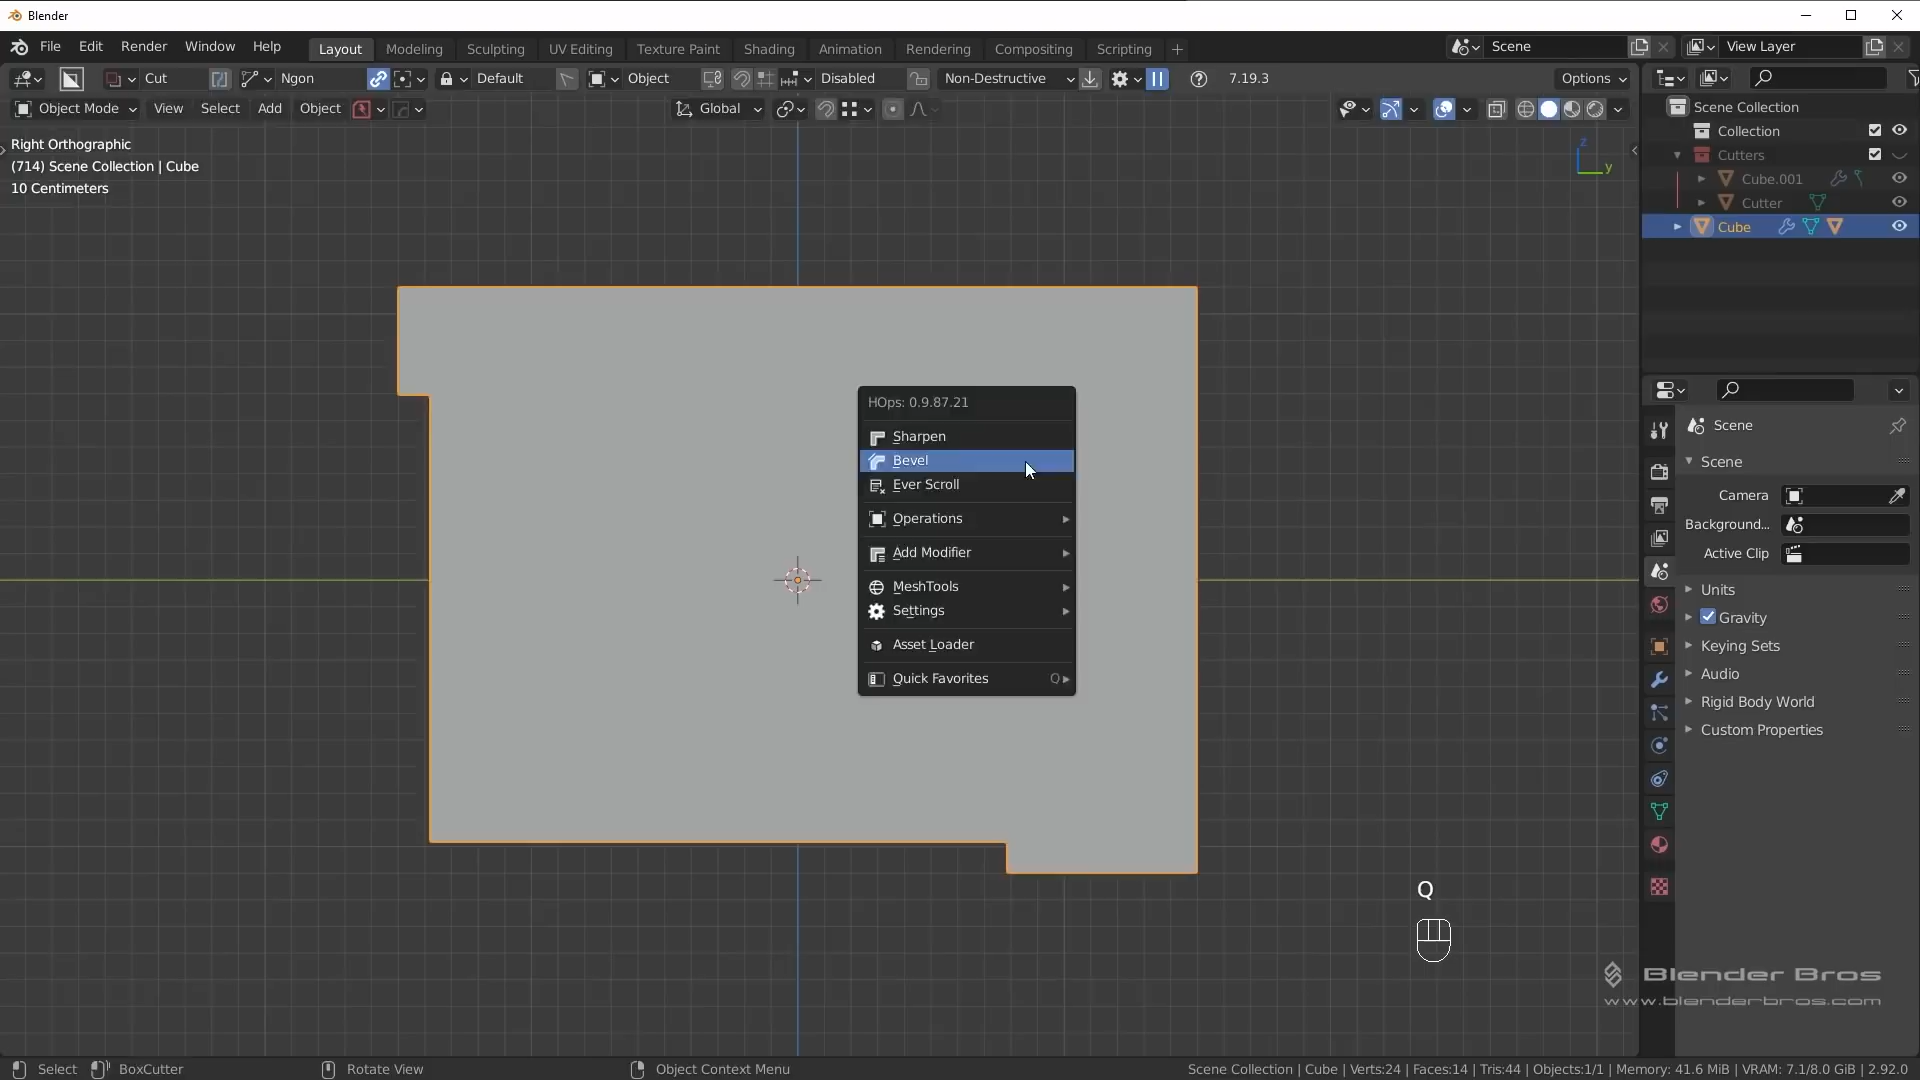 Blender
File Edit Render Window Help Layout Modeling Sculpting UV Editing Texture Paint Shading Animation Rendering Compositing Scripting + Scene View Layer
Cut Ngon Default Object Disabled Non-Destructive 7.19.3 Options
Object Mode View Select Add Object Global
Right Orthographic
(714) Scene Collection | Cube
10 Centimeters
z
y
Scene Collection
Collection
Cutters
Cube.001
Cutter
Cube
HOps: 0.9.87.21
Sharpen
Bevel
Ever Scroll
Operations
Add Modifier
MeshTools
Settings
Asset Loader
Quick Favorites Q
Scene
Scene
Camera
Background...
Active Clip
Units
Gravity
Keying Sets
Audio
Rigid Body World
Custom Properties
Q
Blender Bros
www.blenderbros.com
Select BoxCutter Rotate View Object Context Menu Scene Collection | Cube | Verts:24 | Faces:14 | Tris:44 | Objects:1/1 | Memory: 41.6 MiB | VRAM: 7.1/8.0 GiB | 2.92.0